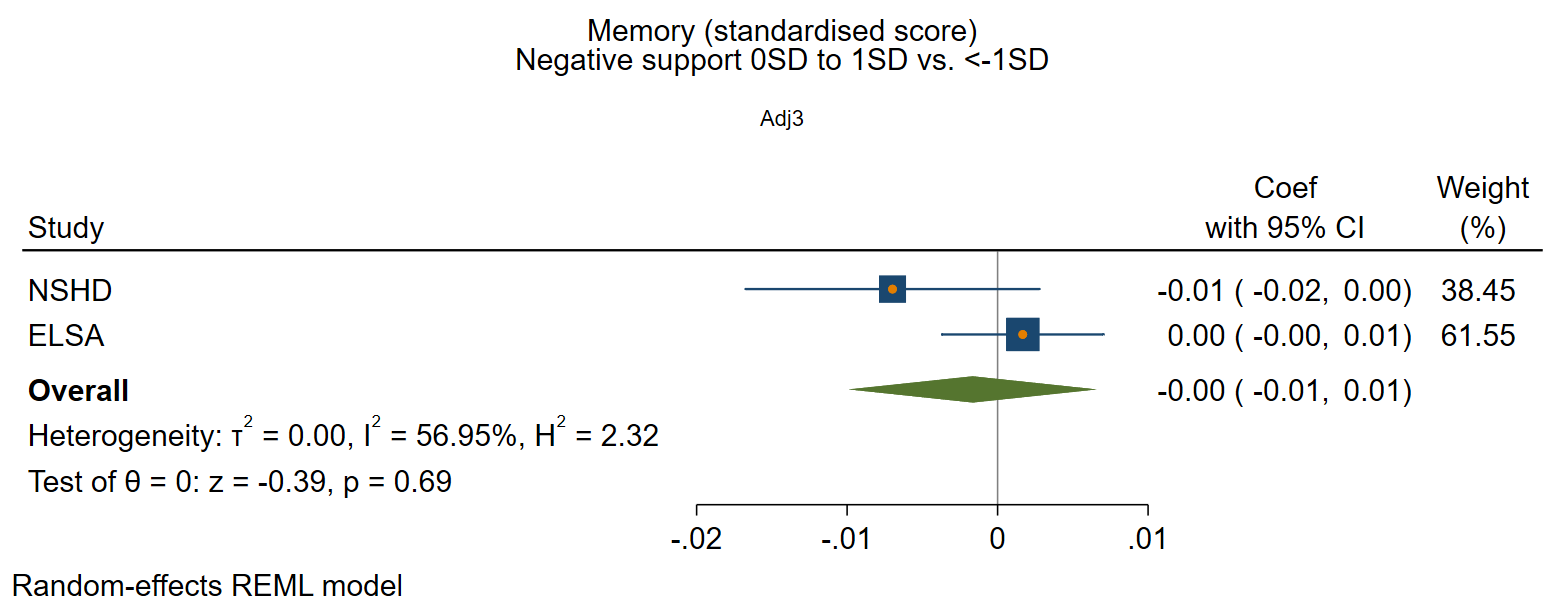 Memory (standardised score)
Negative support 0SD to 1SD vs. <-1SD
Adj3
Coef Weight
Study with 95% CI (%)
NSHD -0.01 ( -0.02, 0.00) 38.45
ELSA 0.00 ( -0.00, 0.01) 61.55
Overall -0.00 ( -0.01, 0.01)
Heterogeneity: τ² = 0.00, I² = 56.95%, H² = 2.32
Test of θ = 0: z = -0.39, p = 0.69
-.02 -.01 0 .01
Random-effects REML model